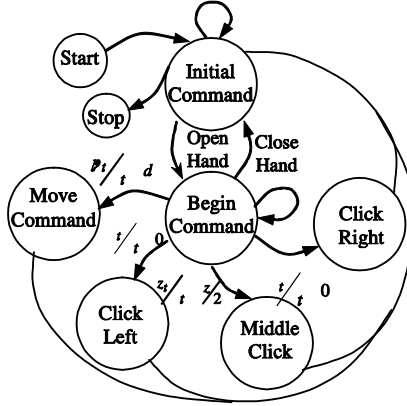 Start
Initial
Command
Stop
Open
Hand
Close
Hand
t d
Move
Command
Begin
Command
Click
Right
t / t 0
z t / t z/2
t / t 0
Click
Left
Middle
Click